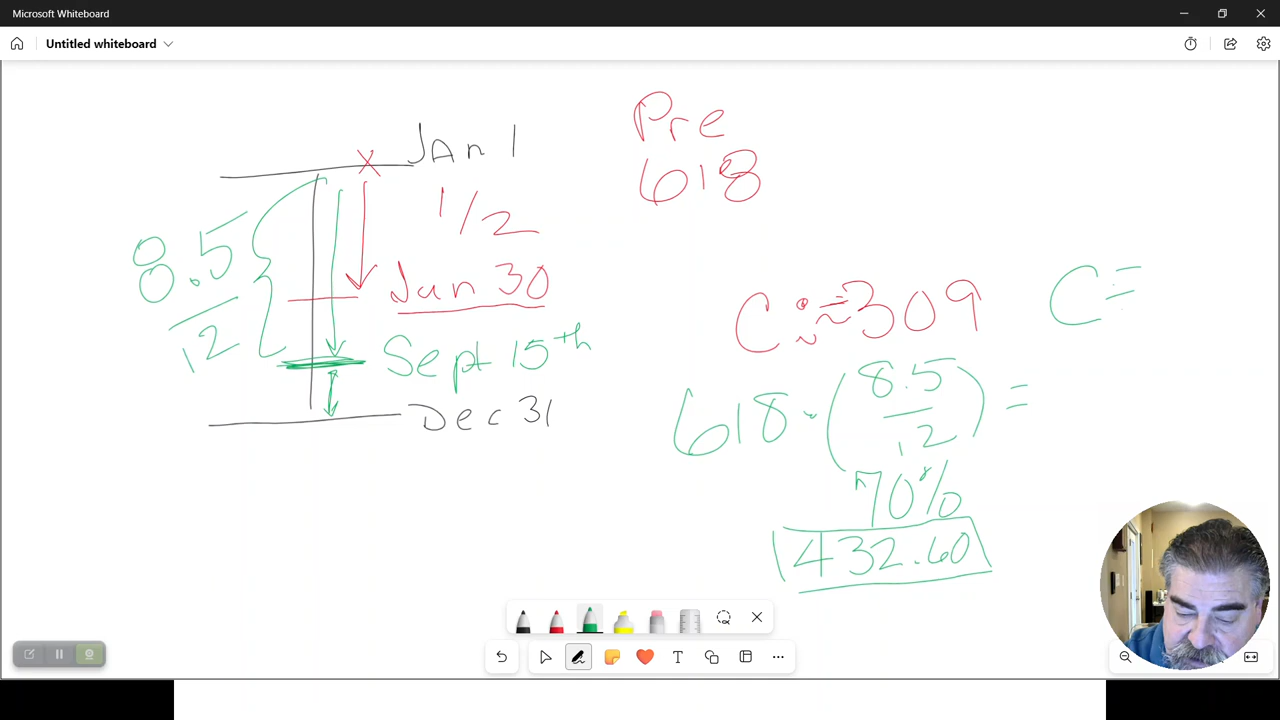 Microsoft Whiteboard
Untitled whiteboard
Pre
618
JAn 1
1/2
8.5
12
Jun 30
Sept 15th
Dec 31
C: ≈ 309
C=
618 · (8.5/12) =
70%
432.60